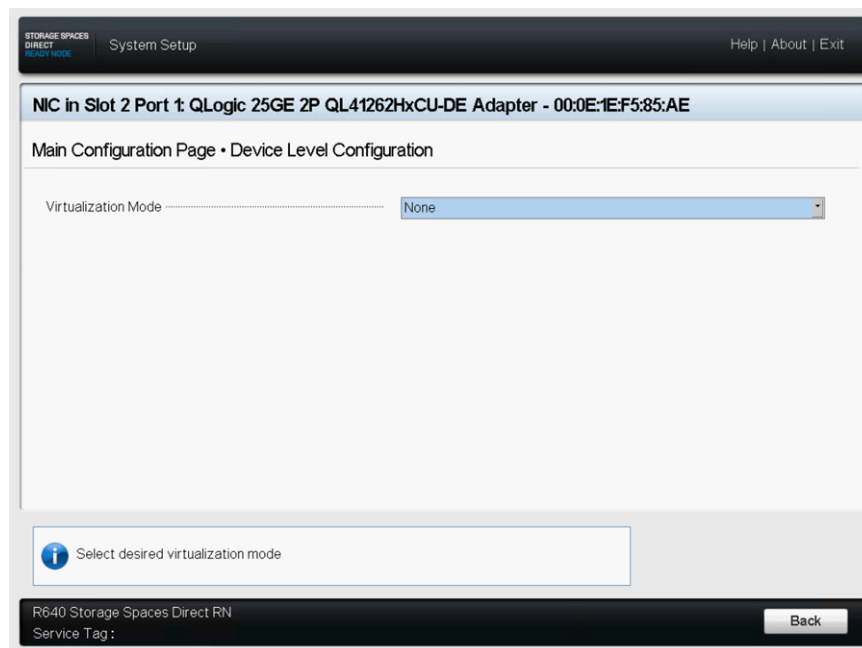 STORAGE SPACES
DIRECT
READY NODE
System Setup
Help | About | Exit
NIC in Slot 2 Port 1: QLogic 25GE 2P QL41262HxCU-DE Adapter - 00:0E:1E:F5:85:AE
Main Configuration Page • Device Level Configuration
Virtualization Mode
None
Select desired virtualization mode
R640 Storage Spaces Direct RN
Service Tag :
Back